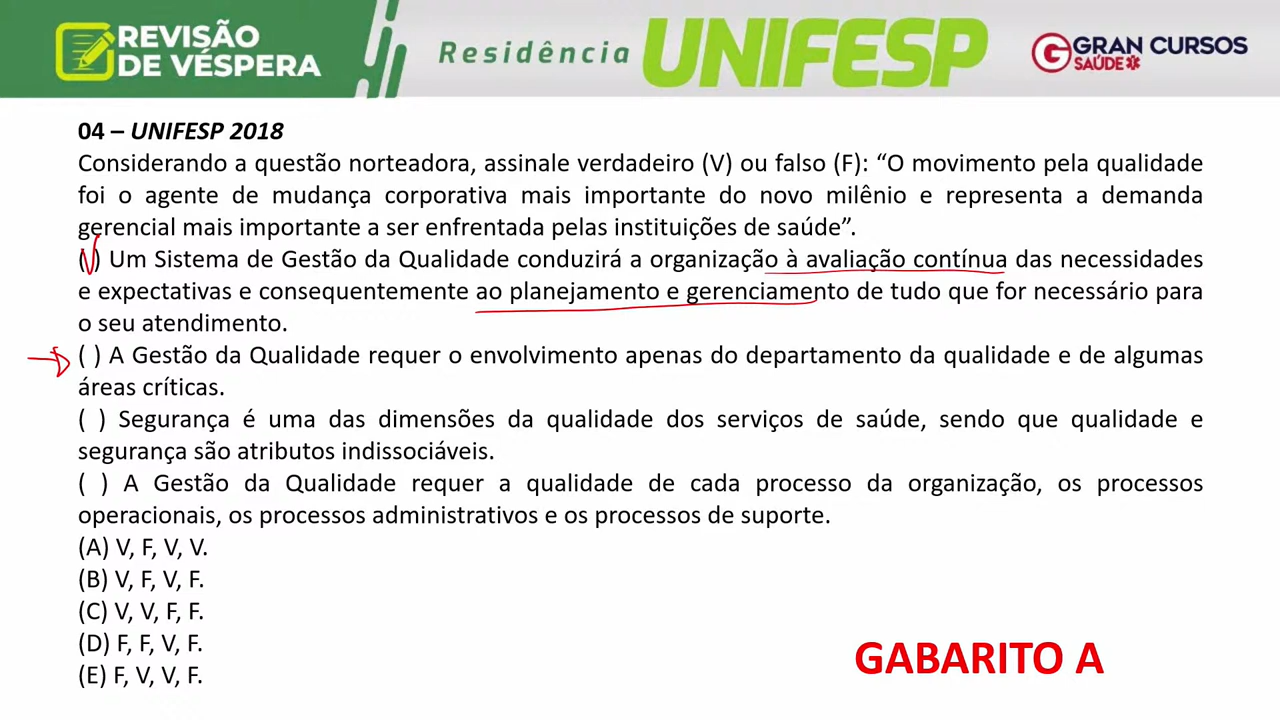 REVISÃO
DE VÉSPERA
Residência UNIFESP
GRAN CURSOS
SAÚDE
04 – UNIFESP 2018
Considerando a questão norteadora, assinale verdadeiro (V) ou falso (F): “O movimento pela qualidade
foi o agente de mudança corporativa mais importante do novo milênio e representa a demanda
gerencial mais importante a ser enfrentada pelas instituições de saúde”.
(V) Um Sistema de Gestão da Qualidade conduzirá a organização à avaliação contínua das necessidades
e expectativas e consequentemente ao planejamento e gerenciamento de tudo que for necessário para
o seu atendimento.
( ) A Gestão da Qualidade requer o envolvimento apenas do departamento da qualidade e de algumas
áreas críticas.
( ) Segurança é uma das dimensões da qualidade dos serviços de saúde, sendo que qualidade e
segurança são atributos indissociáveis.
( ) A Gestão da Qualidade requer a qualidade de cada processo da organização, os processos
operacionais, os processos administrativos e os processos de suporte.
(A) V, F, V, V.
(B) V, F, V, F.
(C) V, V, F, F.
(D) F, F, V, F.
(E) F, V, V, F.
GABARITO A